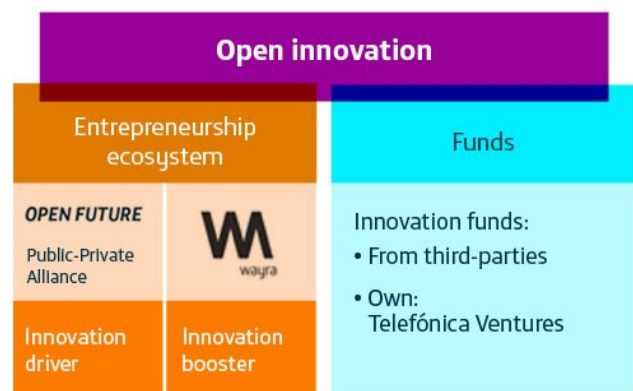 Open innovation
Entrepreneurship
ecosystem
Funds
OPEN FUTURE
Public-Private
Alliance
wayra
Innovation
driver
Innovation
booster
Innovation funds:
• From third-parties
• Own:
Telefónica Ventures